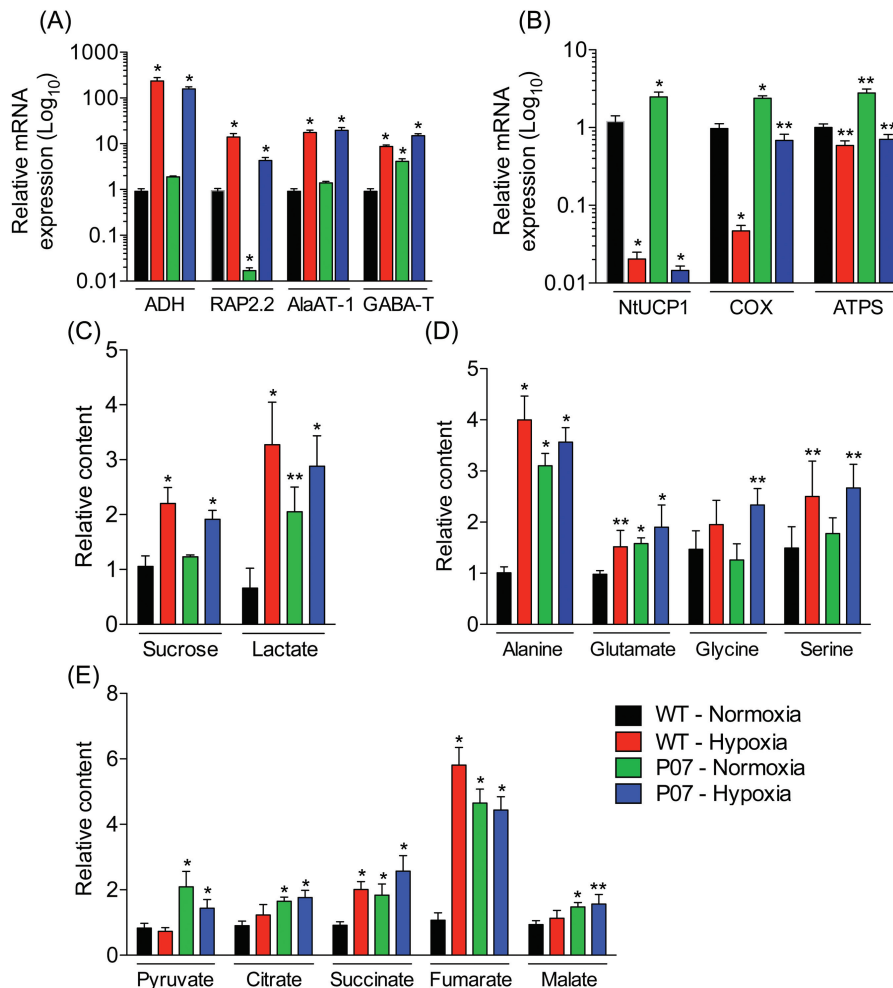 (A)
Relative mRNA
expression (Log10)
1000
100
10
1
0.1
0.01
* * * * * * * * * *
ADH RAP2.2 AlaAT-1 GABA-T
(B)
Relative mRNA
expression (Log10)
10
1
0.1
0.01
* * * * * ** ** ** **
NtUCP1 COX ATPS
(C)
Relative content
5
4
3
2
1
0
* * * ** *
Sucrose Lactate
(D)
Relative content
5
4
3
2
1
0
* * * ** * * ** ** **
Alanine Glutamate Glycine Serine
(E)
Relative content
8
6
4
2
0
* * * * * * * * * * * **
Pyruvate Citrate Succinate Fumarate Malate
WT - Normoxia
WT - Hypoxia
P07 - Normoxia
P07 - Hypoxia